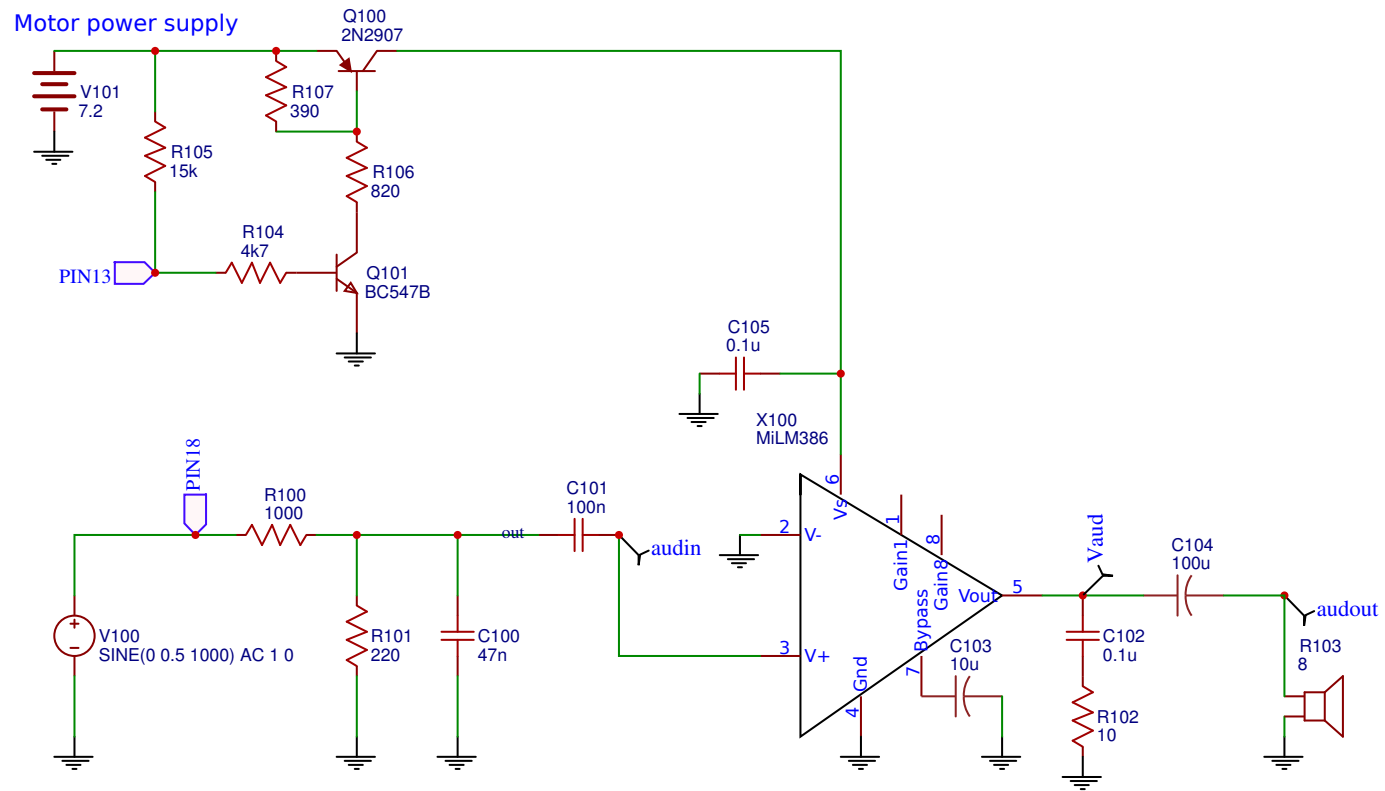 Motor power supply
Q100
2N2907
V101
7.2
R107
390
R105
15k
R106
820
R104
4k7
PIN13
Q101
BC547B
C105
0.1u
X100
MiLM386
PIN18
R100
1000
C101
100n
out
audin
V100
SINE(0 0.5 1000) AC 1 0
R101
220
C100
47n
6
Vs
1
Gain1
8
Gain8
2
V-
3
V+
4
Gnd
7
Bypass
5
Vout
C103
10u
Vaud
C104
100u
audout
C102
0.1u
R102
10
R103
8